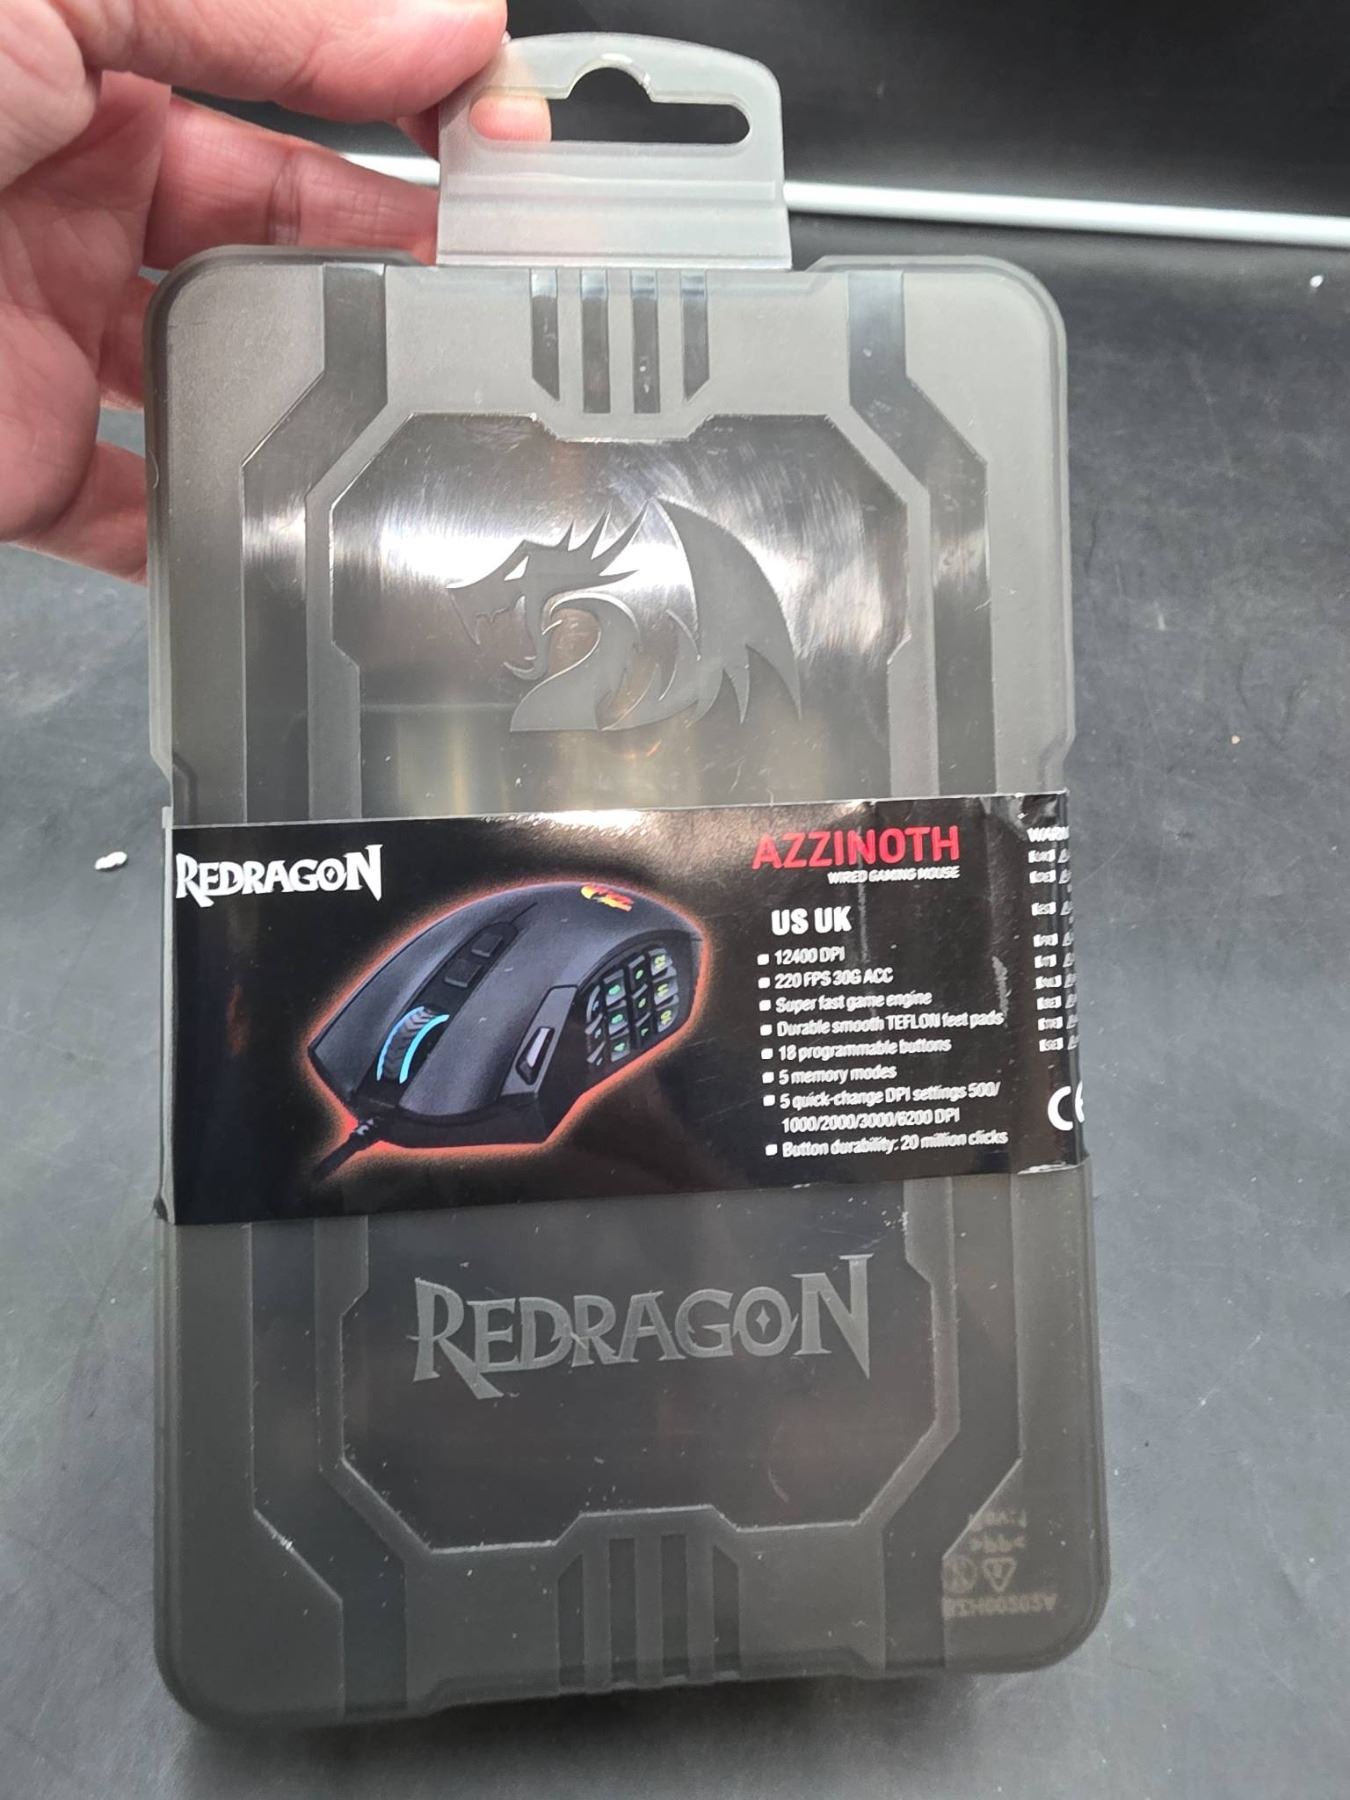 REDRAGON
AZZINOTH
WIRED GAMING MOUSE
US UK
12400 DPI
220 FPS 30G ACC
Super fast game engine
Durable smooth TEFLON feet pads
18 programmable buttons
5 memory modes
5 quick-change DPI settings 500/
1000/2000/3000/6200 DPI
Button durability: 20 million clicks
CE
REDRAGON